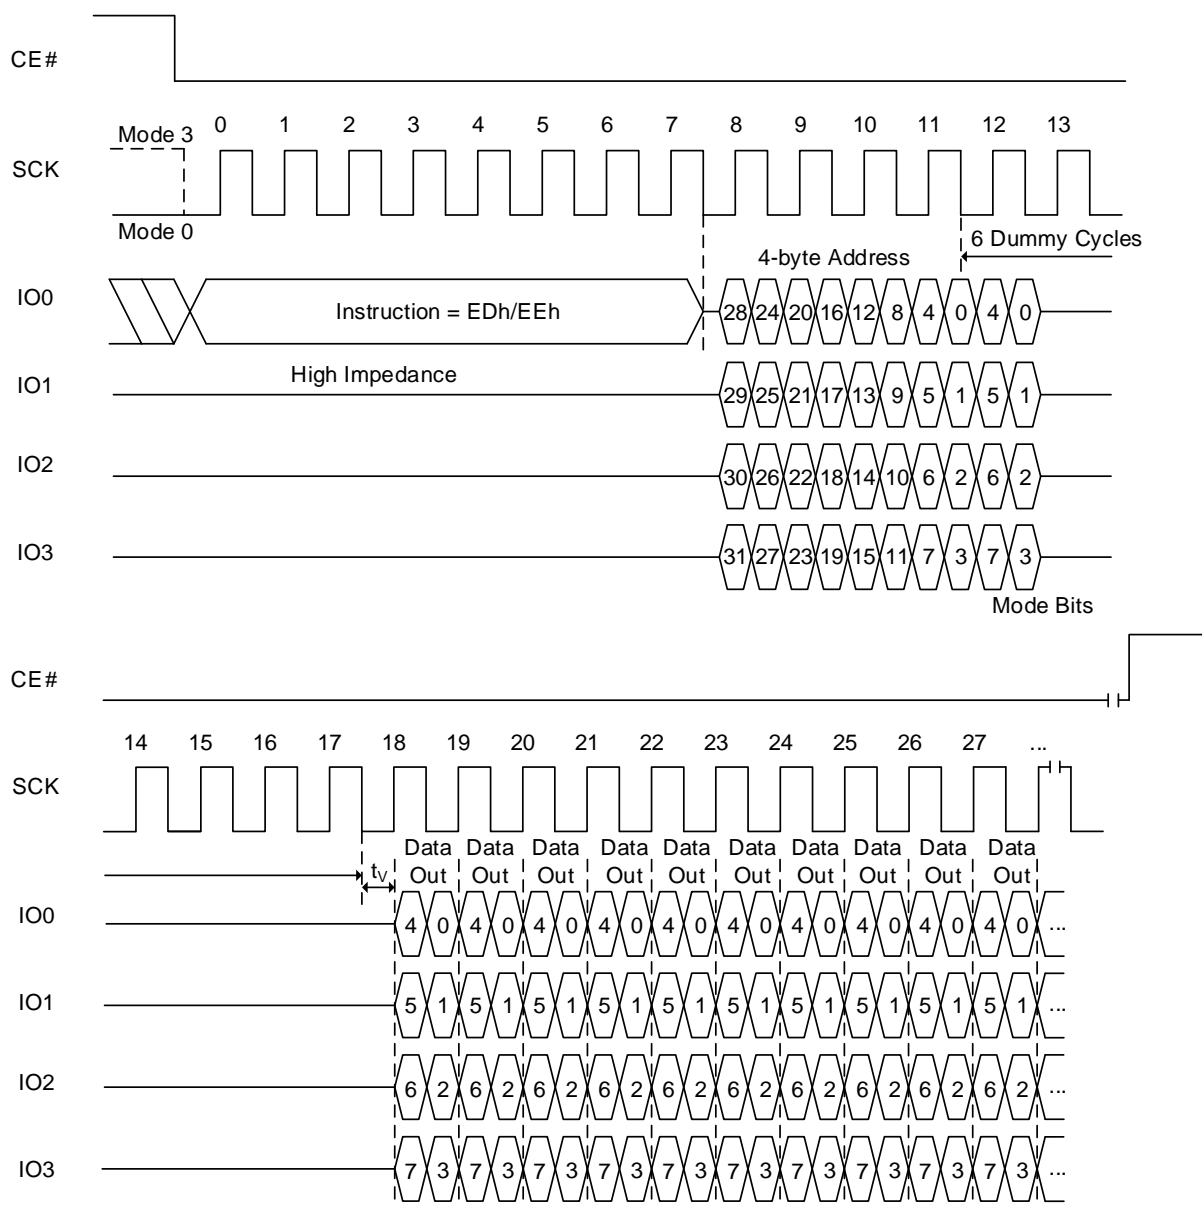 CE#
Mode 3 0 1 2 3 4 5 6 7 8 9 10 11 12 13
SCK
Mode 0
6 Dummy Cycles
4-byte Address
IO0 Instruction = EDh/EEh 28 24 20 16 12 8 4 0 4 0
High Impedance
IO1 29 25 21 17 13 9 5 1 5 1
IO2 30 26 22 18 14 10 6 2 6 2
IO3 31 27 23 19 15 11 7 3 7 3
Mode Bits
CE#
14 15 16 17 18 19 20 21 22 23 24 25 26 27 ...
SCK
Data Data Data Data Data Data Data Data Data Data
tV Out Out Out Out Out Out Out Out Out Out
IO0 4 0 4 0 4 0 4 0 4 0 4 0 4 0 4 0 4 0 4 0 ...
IO1 5 1 5 1 5 1 5 1 5 1 5 1 5 1 5 1 5 1 5 1 ...
IO2 6 2 6 2 6 2 6 2 6 2 6 2 6 2 6 2 6 2 6 2 ...
IO3 7 3 7 3 7 3 7 3 7 3 7 3 7 3 7 3 7 3 7 3 ...